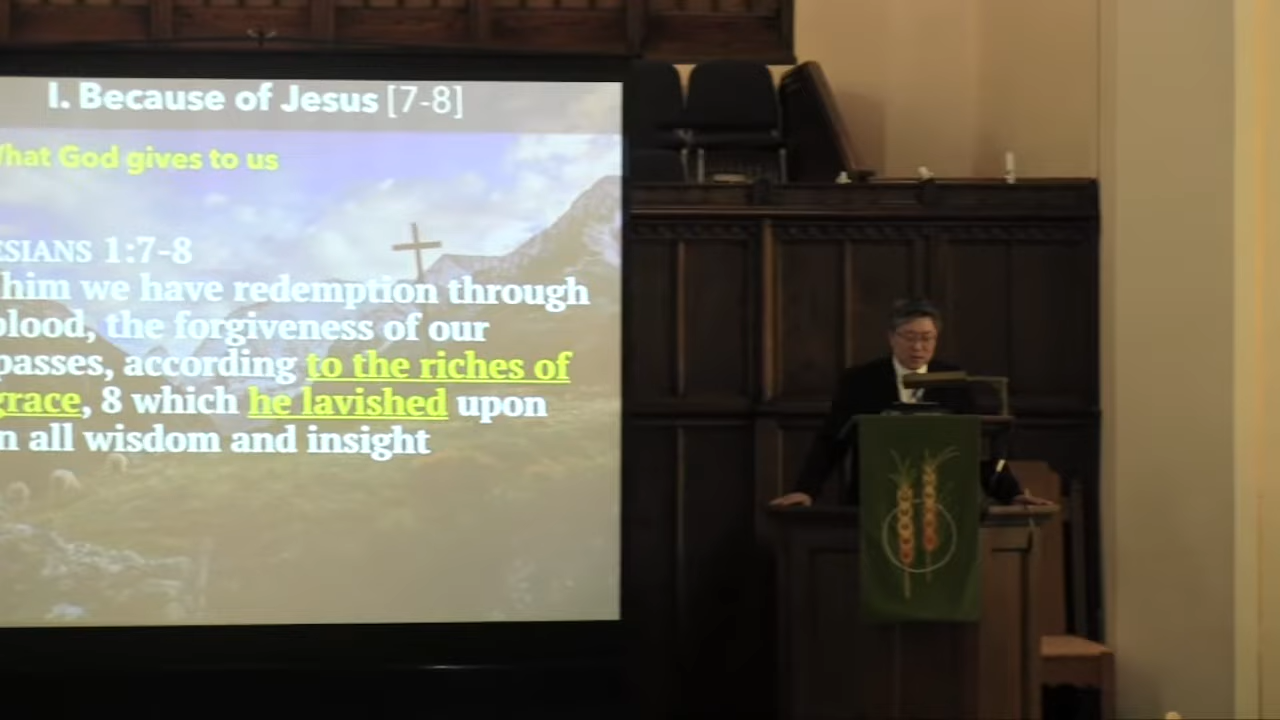 I. Because of Jesus [7-8]
What God gives to us
ESIANS 1:7-8
him we have redemption through
blood, the forgiveness of our
passes, according to the riches of
grace, 8 which he lavished upon
n all wisdom and insight